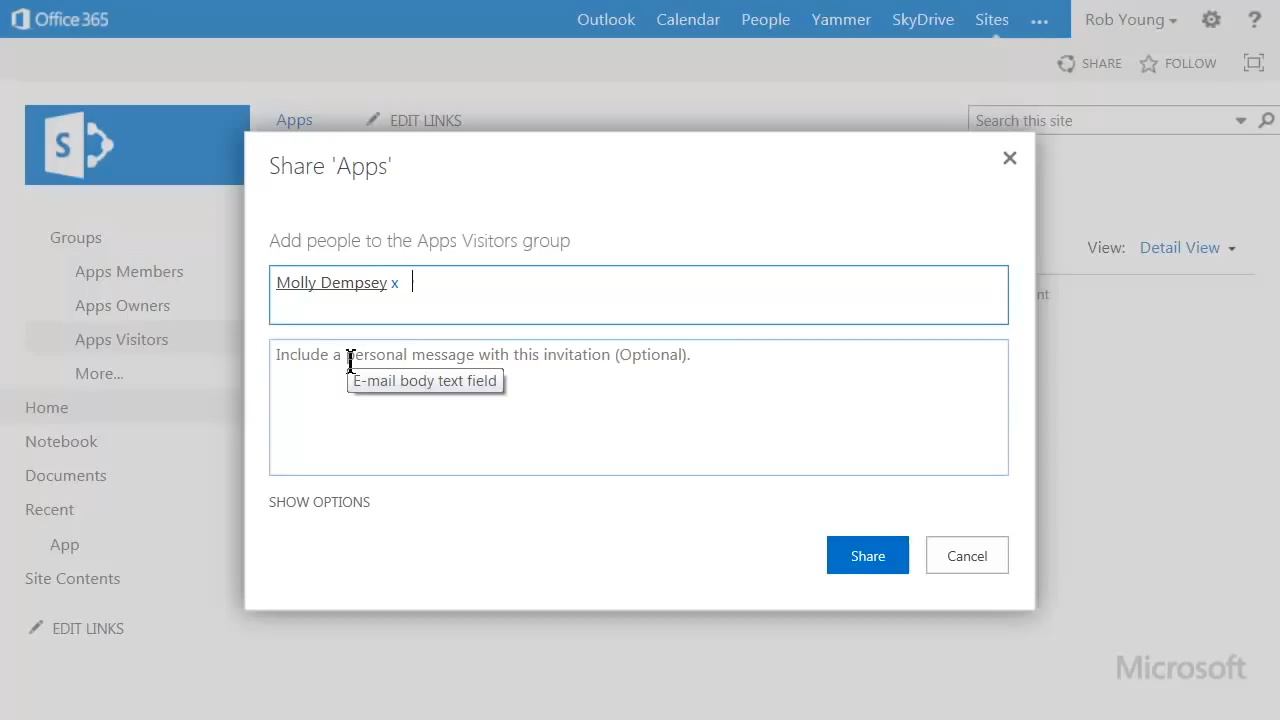 Office 365
Outlook Calendar People Yammer SkyDrive Sites ... Rob Young ?
SHARE FOLLOW
S
Apps EDIT LINKS
Search this site
Share 'Apps'
Add people to the Apps Visitors group
Molly Dempsey x
Include a personal message with this invitation (Optional).
E-mail body text field
SHOW OPTIONS
Share Cancel
Groups
Apps Members
Apps Owners
Apps Visitors
More...
Home
Notebook
Documents
Recent
App
Site Contents
EDIT LINKS
View: Detail View
Microsoft